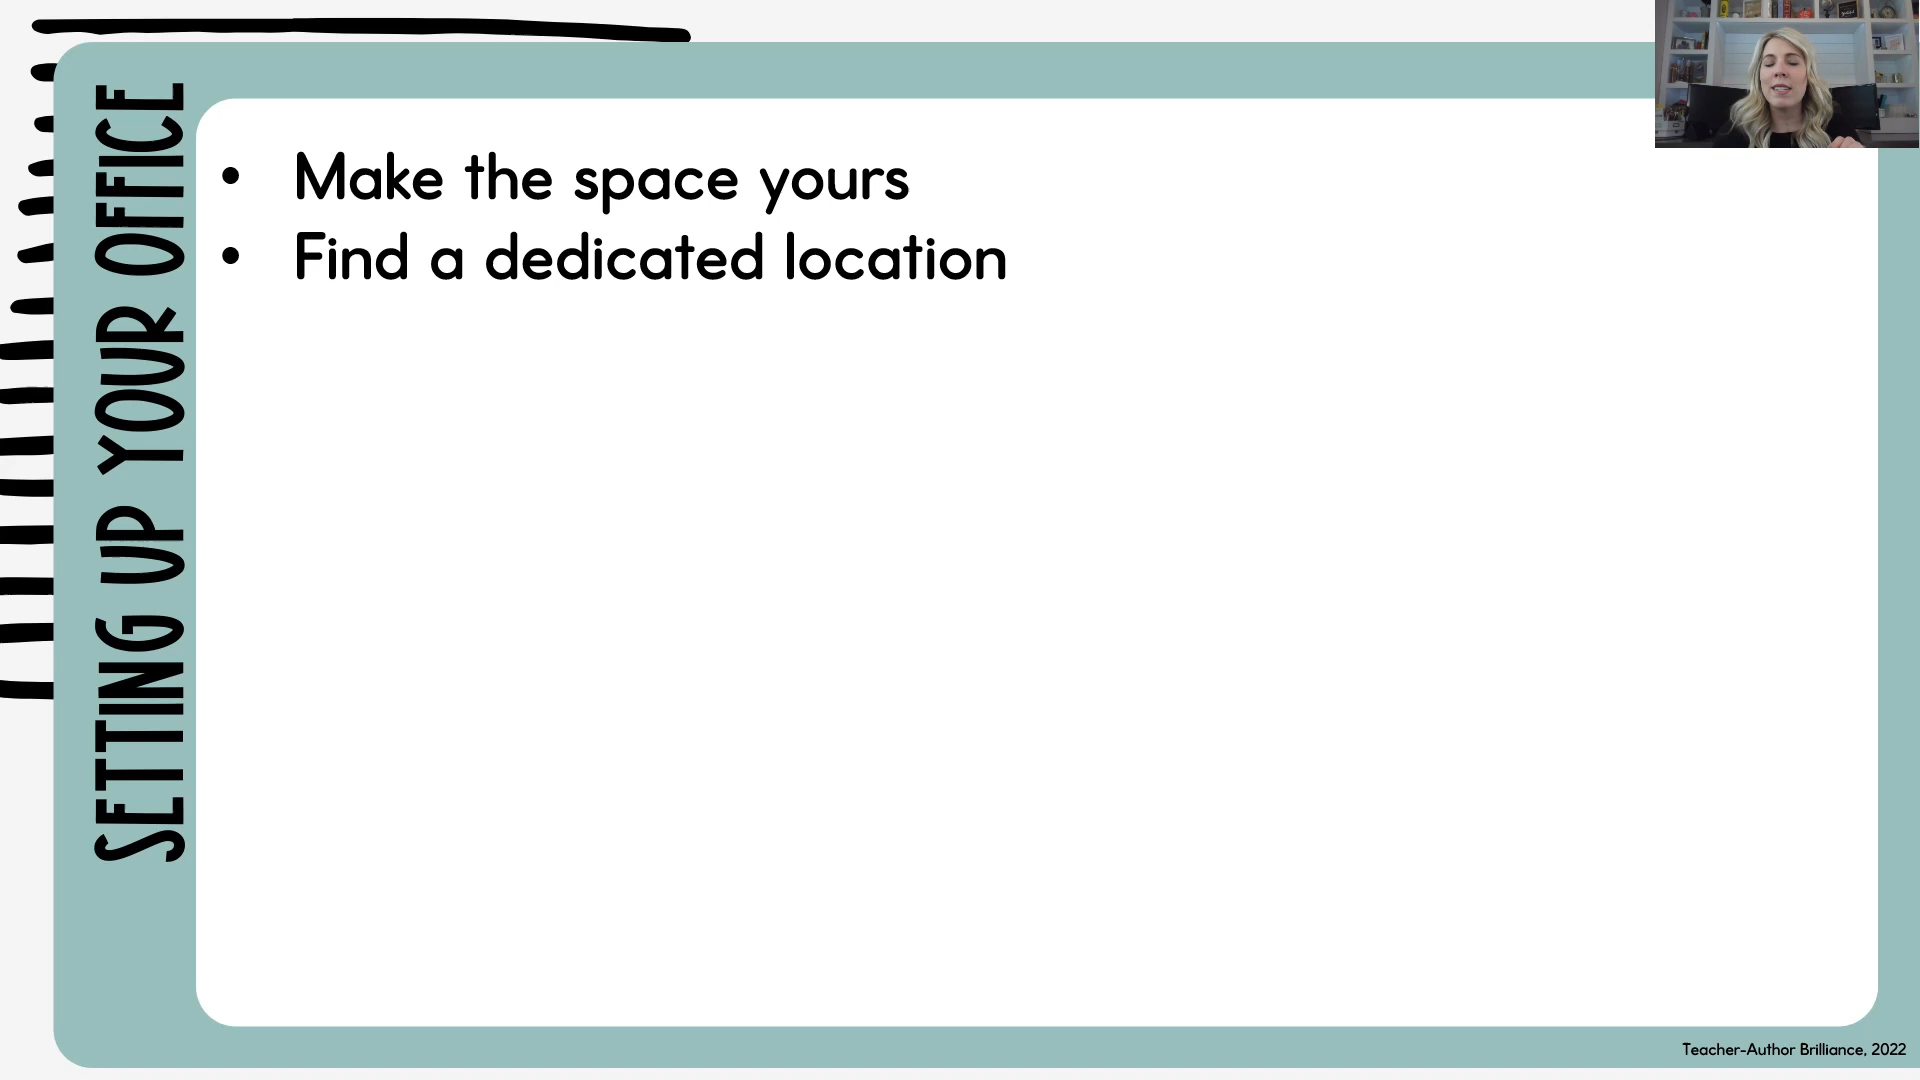 SETTING UP YOUR OFFICE
• Make the space yours
• Find a dedicated location
Teacher-Author Brilliance, 2022